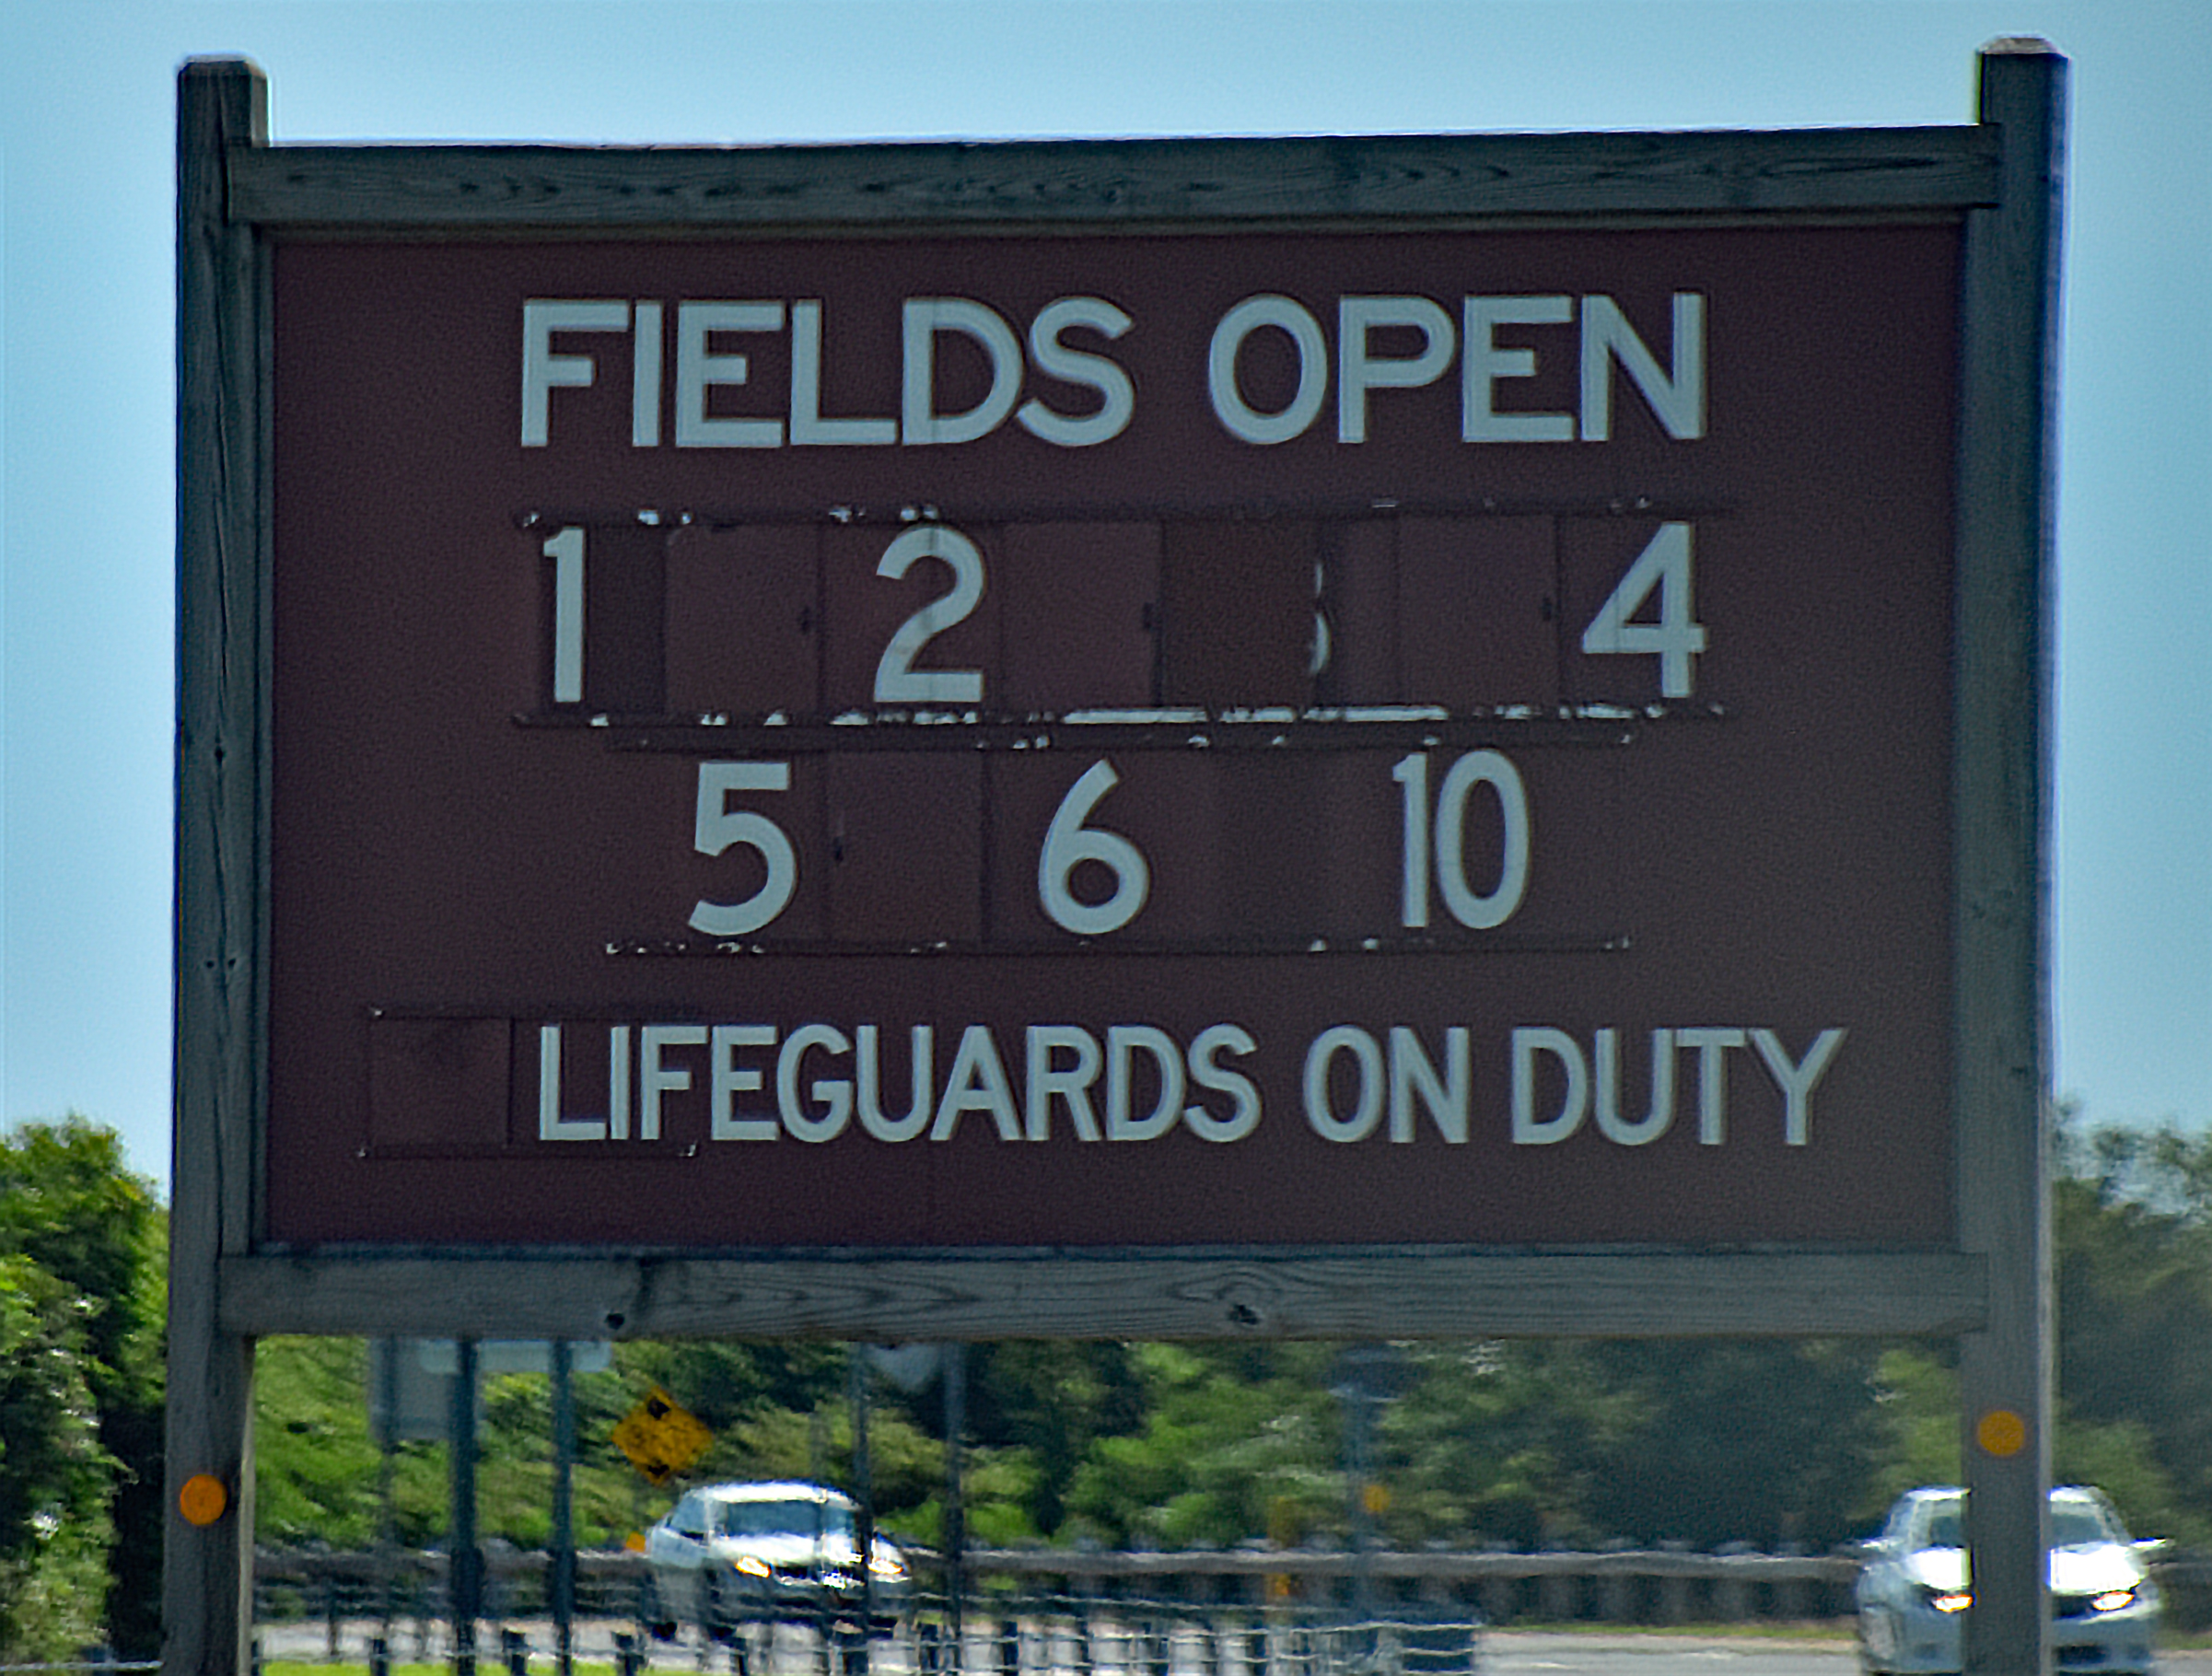 FIELDS OPEN
1 2 4
5 6 10
LIFEGUARDS ON DUTY